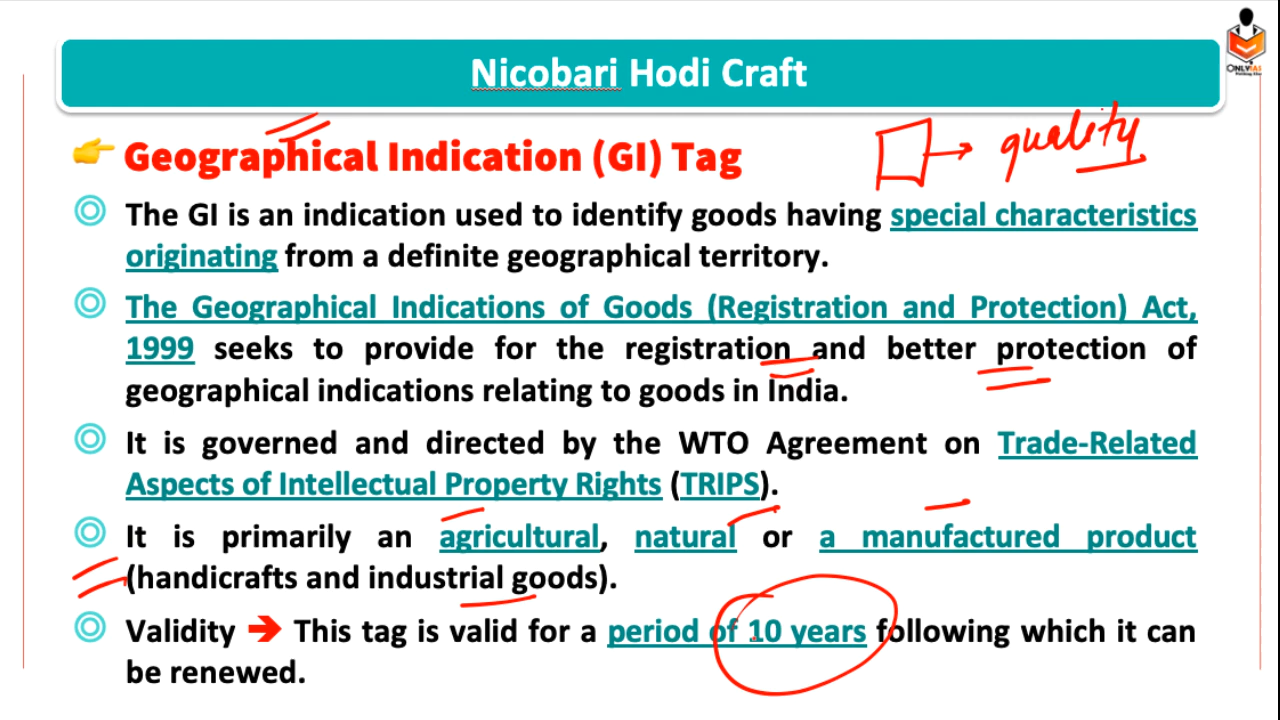 Nicobari Hodi Craft
ONLYIAS
Geographical Indication (GI) Tag
quality
The GI is an indication used to identify goods having special characteristics
originating from a definite geographical territory.
The Geographical Indications of Goods (Registration and Protection) Act,
1999 seeks to provide for the registration and better protection of
geographical indications relating to goods in India.
It is governed and directed by the WTO Agreement on Trade-Related
Aspects of Intellectual Property Rights (TRIPS).
It is primarily an agricultural, natural or a manufactured product
(handicrafts and industrial goods).
Validity ➔ This tag is valid for a period of 10 years following which it can
be renewed.